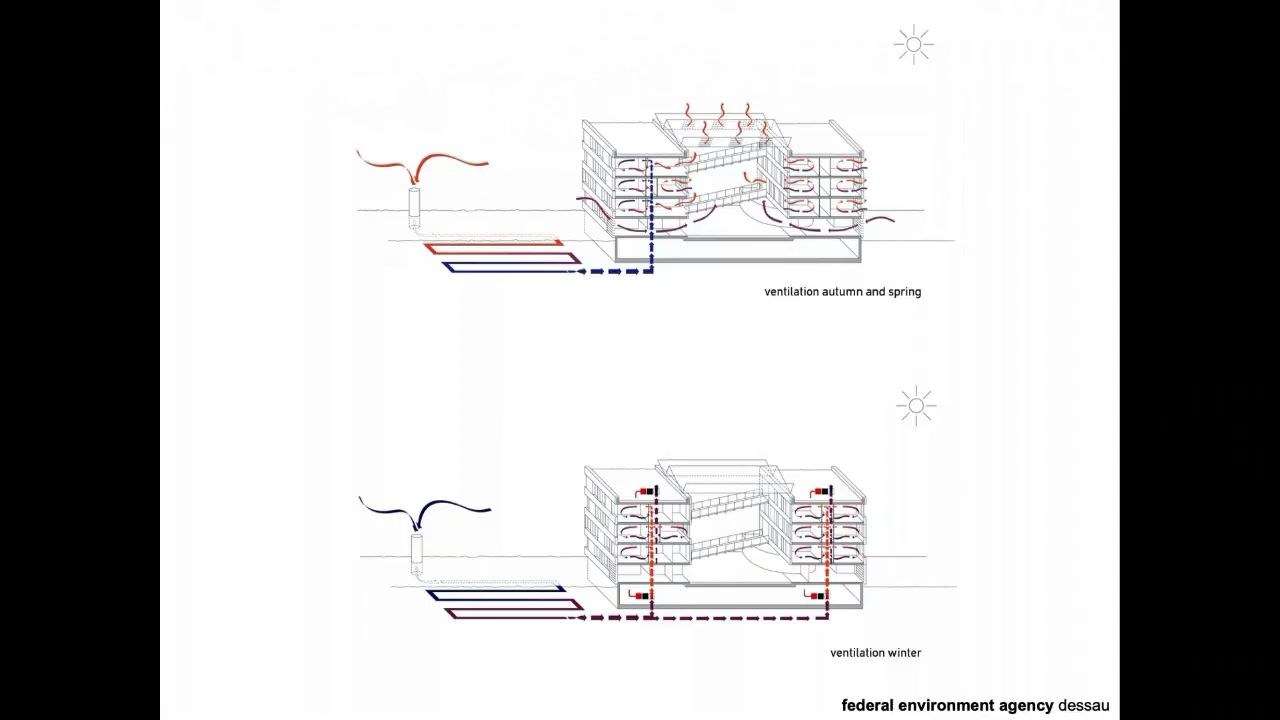 ventilation autumn and spring
ventilation winter
federal environment agency dessau